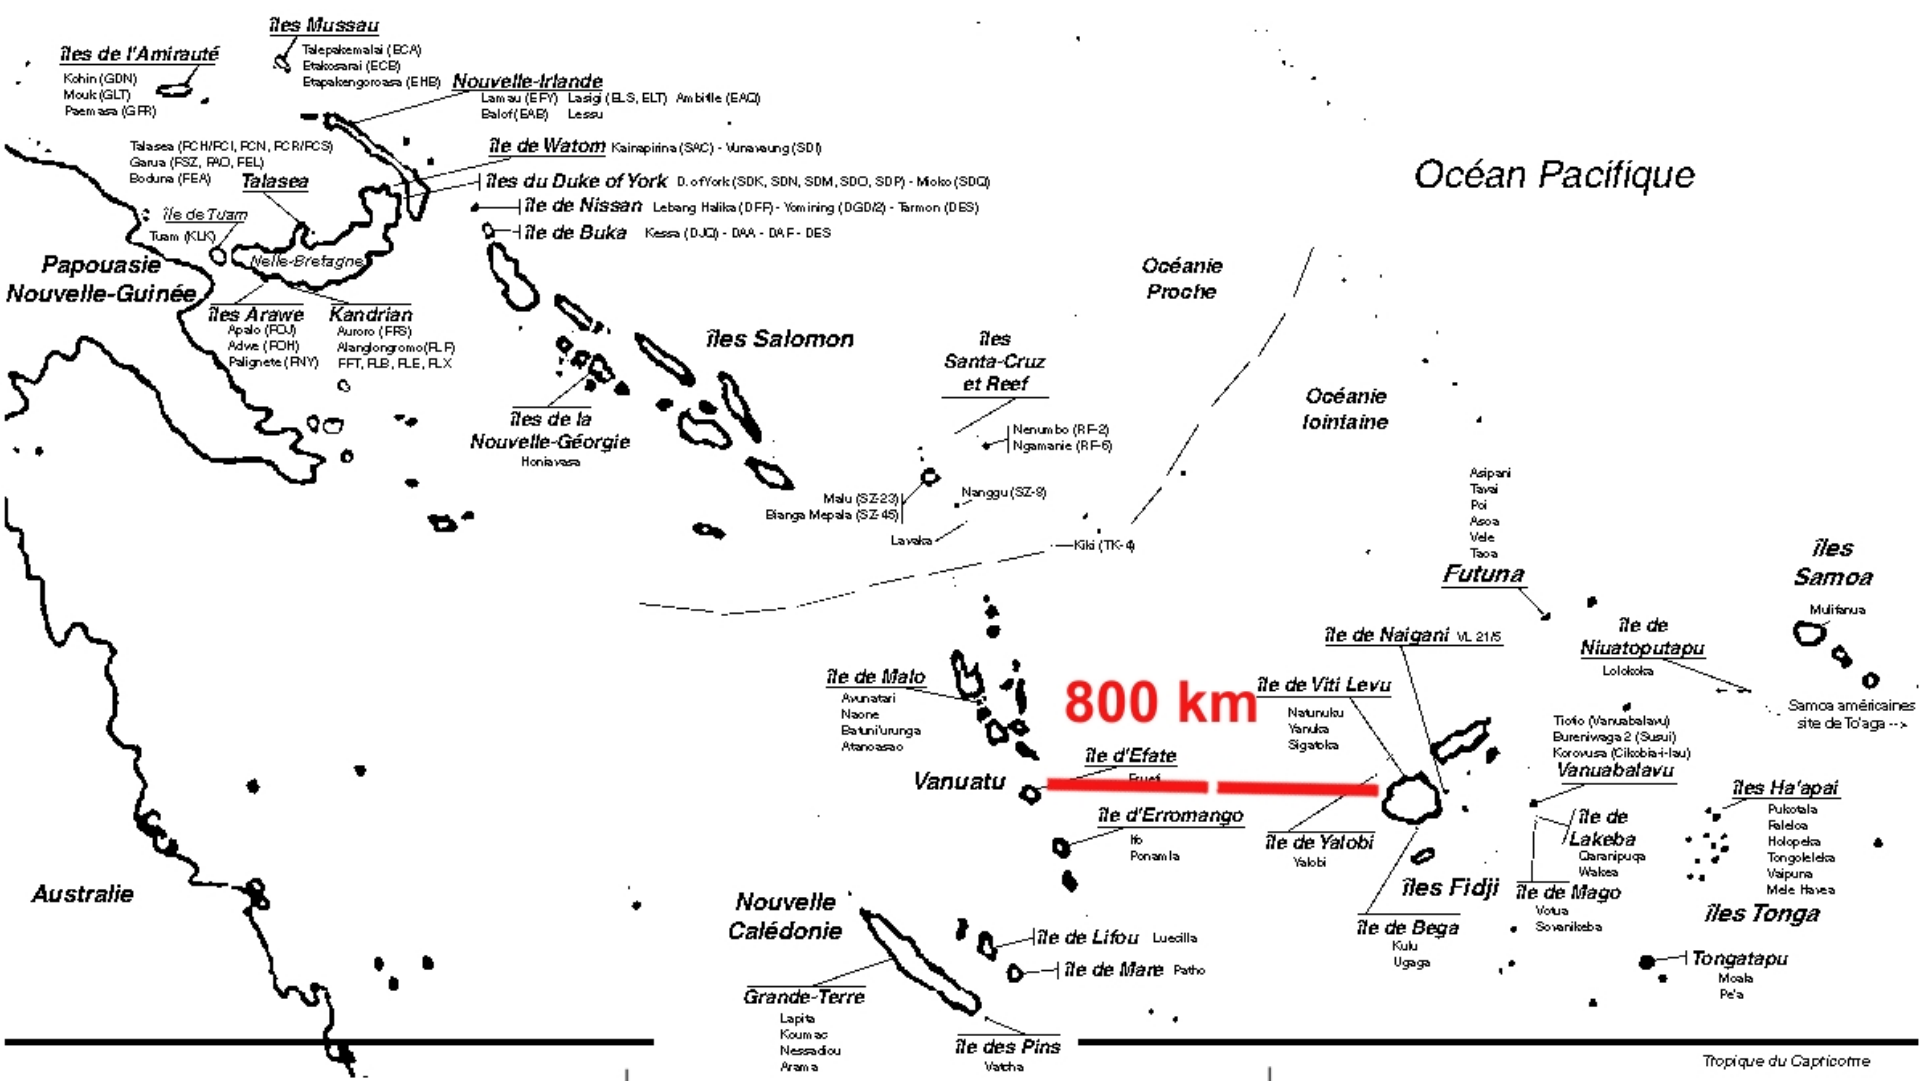 îles Mussau
Talepakemalai (ECA)
Etakosarai (ECB)
Etapakengoroasa (EHB)
îles de l'Amirauté
Kohin (GDN)
Mouk (GLT)
Paemasa (GFR)
Nouvelle-Irlande
Lamau (EFY) Lasigi (ELS, ELT) Ambitle (EAQ)
Balof (EAB) Lessu
Talasea (FCH/FCI, FCN, FCR/FCS)
Garua (FSZ, FAO, FEL)
Boduna (FEA)
Talasea
île de Watom Kainapirina (SAC) - Vunavaung (SDI)
îles du Duke of York D. of York (SDK, SDN, SDM, SDO, SDP) - Mioko (SDQ)
île de Nissan Lebang Halika (DFF) - Yomining (DGD/2) - Tarmon (DES)
île de Buka Kessa (DJQ) - DAA - DAF - DES
île de Tuam
Tuam (KLK)
Nelle-Bretagne
Papouasie
Nouvelle-Guinée
îles Arawe
Apalo (FOJ)
Adwe (FOH)
Palignete (FNY)
Kandrian
Auroro (FFS)
Alanglongromo (FLF)
FFT, FLB, FLE, FLX
Océan Pacifique
Océanie
Proche
Océanie
lointaine
îles Salomon
îles
Santa-Cruz
et Reef
Nenumbo (RF-2)
Ngamanie (RF-6)
îles de la
Nouvelle-Géorgie
Honiavasa
Malu (SZ-23)
Bianga Mepala (SZ-45)
Nanggu (SZ-8)
Lavaka
Kiki (TK-4)
Asipani
Tavai
Poi
Asoa
Vele
Taoa
Futuna
îles
Samoa
Mulifanua
île de Naigani VL 21/5
île de
Niuatoputapu
Lolokoka
Samoa américaines
site de To'aga -->
île de Malo
Avunatari
Naone
Batuni'urunga
Atanoasao
800 km
île de Viti Levu
Natunuku
Yanuka
Sigatoka
Tiotio (Vanuabalavu)
Bureniwaga 2 (Susui)
Korovusa (Cikobia-i-lau)
Vanuabalavu
île d'Efate
Erueti
Vanuatu
île d'Erromango
Ifo
Ponamla
île de Yalobi
Yalobi
île de
Lakeba
Qaranipuqa
Wakea
îles Ha'apai
Pukotala
Faleloa
Holopeka
Tongoleleka
Vaipuna
Mele Havea
Australie
îles Fidji
île de Mago
Votua
Sovanikeba
îles Tonga
Nouvelle
Calédonie
île de Bega
Kulu
Ugaga
île de Lifou Luecilla
île de Mare Patho
Tongatapu
Moala
Pe'a
Grande-Terre
Lapita
Koumac
Nessadiou
Arama
île des Pins
Vatcha
Tropique du Capricorne